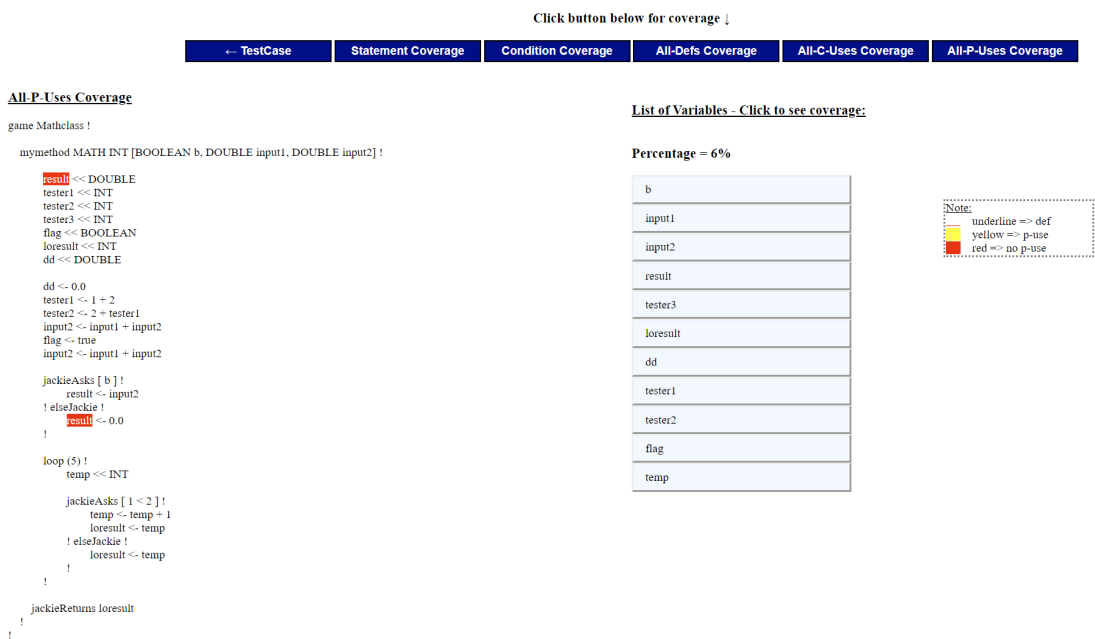 Click button below for coverage ↓
← TestCase
Statement Coverage
Condition Coverage
All-Defs Coverage
All-C-Uses Coverage
All-P-Uses Coverage
All-P-Uses Coverage
game Mathclass !
mymethod MATH INT [BOOLEAN b, DOUBLE input1, DOUBLE input2] !
result << DOUBLE
tester1 << INT
tester2 << INT
tester3 << INT
flag << BOOLEAN
loresult << INT
dd << DOUBLE
dd <- 0.0
tester1 <- 1 + 2
tester2 <- 2 + tester1
input2 <- input1 + input2
flag <- true
input2 <- input1 + input2
jackieAsks [ b ] !
result <- input2
! elseJackie !
result <- 0.0
!
loop (5) !
temp << INT
jackieAsks [ 1 < 2 ] !
temp <- temp + 1
loresult <- temp
! elseJackie !
loresult <- temp
!
!
jackieReturns loresult
!
!
List of Variables - Click to see coverage:
Percentage = 6%
b
input1
input2
result
tester3
loresult
dd
tester1
tester2
flag
temp
Note:
underline => def
yellow => p-use
red => no p-use